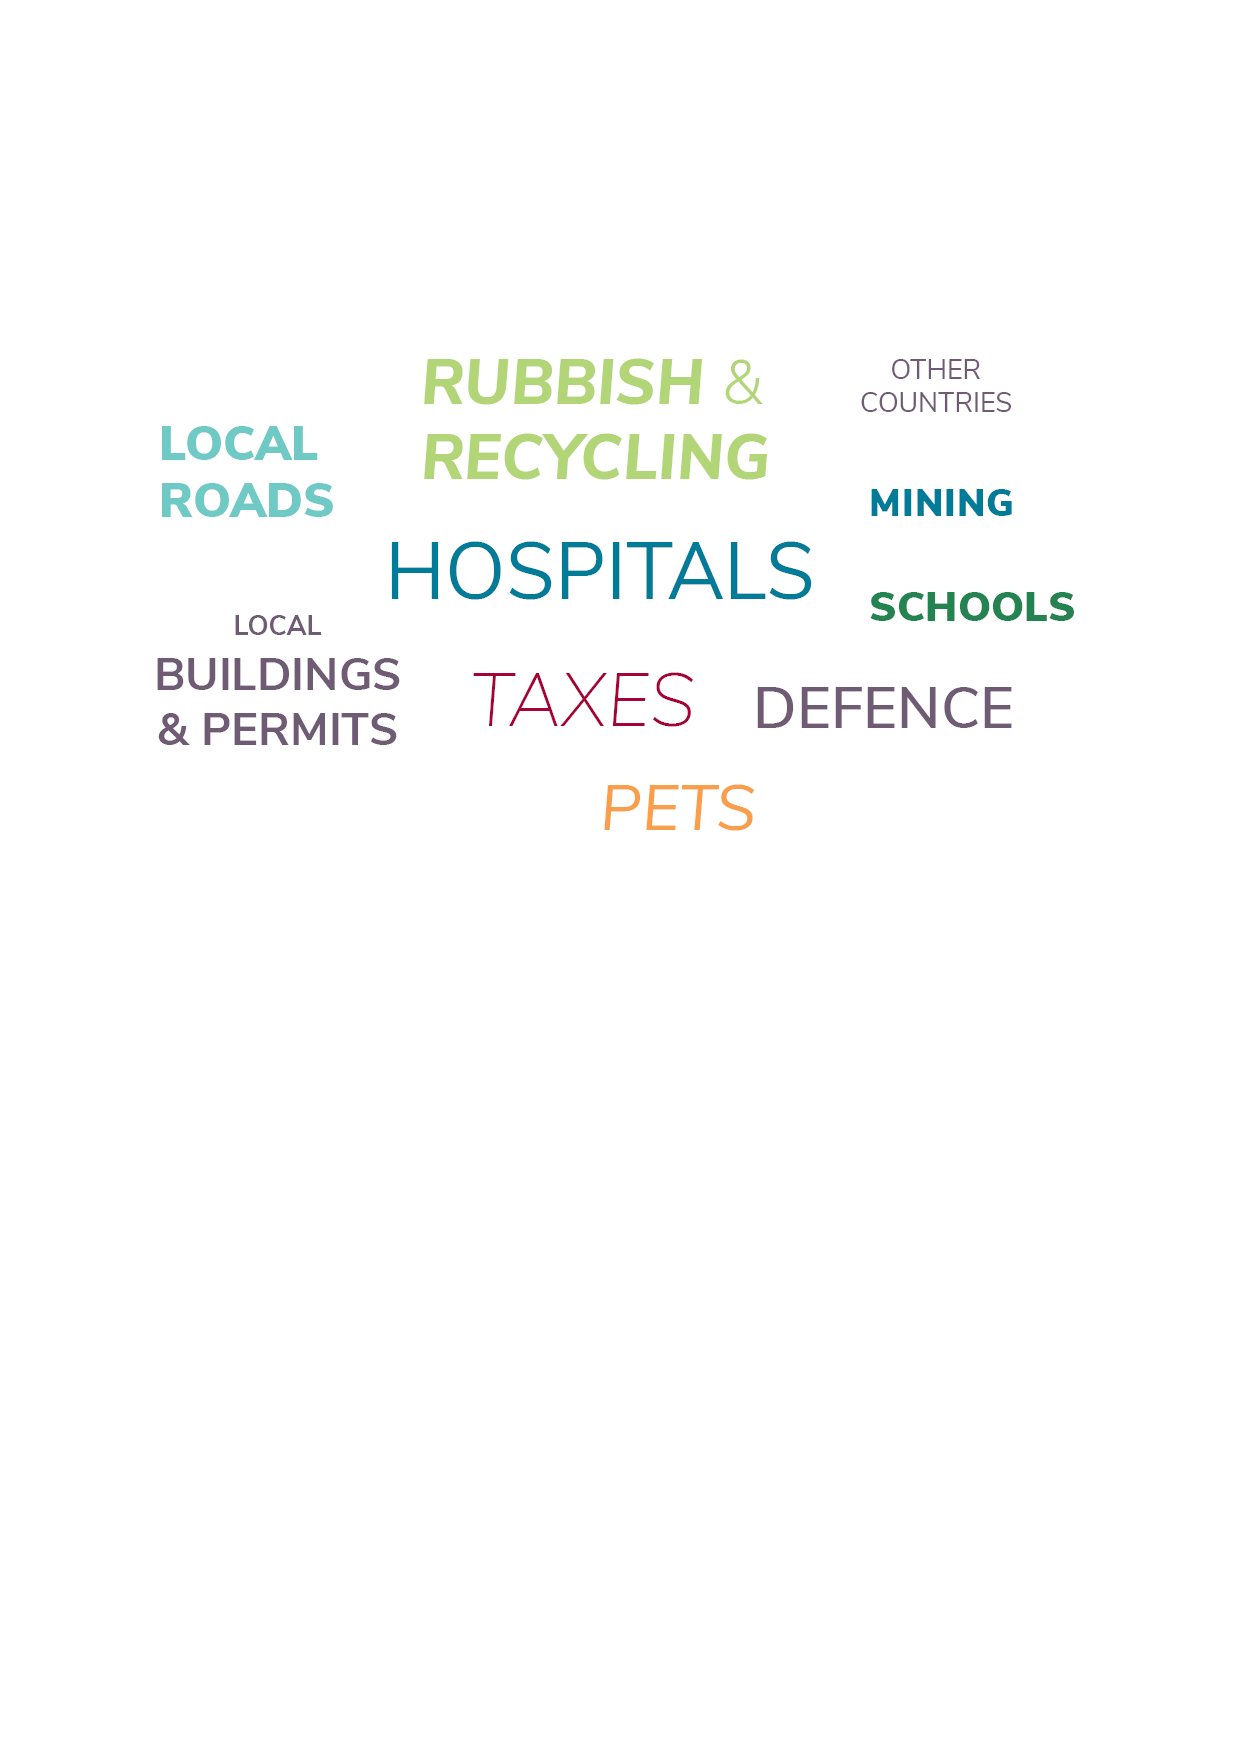 RUBBISH &
RECYCLING
OTHER
COUNTRIES
LOCAL
ROADS
MINING
HOSPITALS
SCHOOLS
LOCAL
BUILDINGS
& PERMITS
TAXES
DEFENCE
PETS